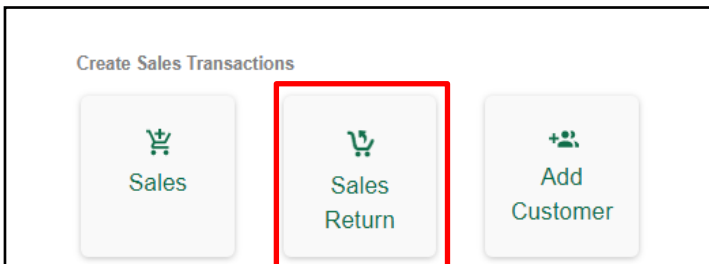 Create Sales Transactions
Sales
Sales
Return
Add
Customer